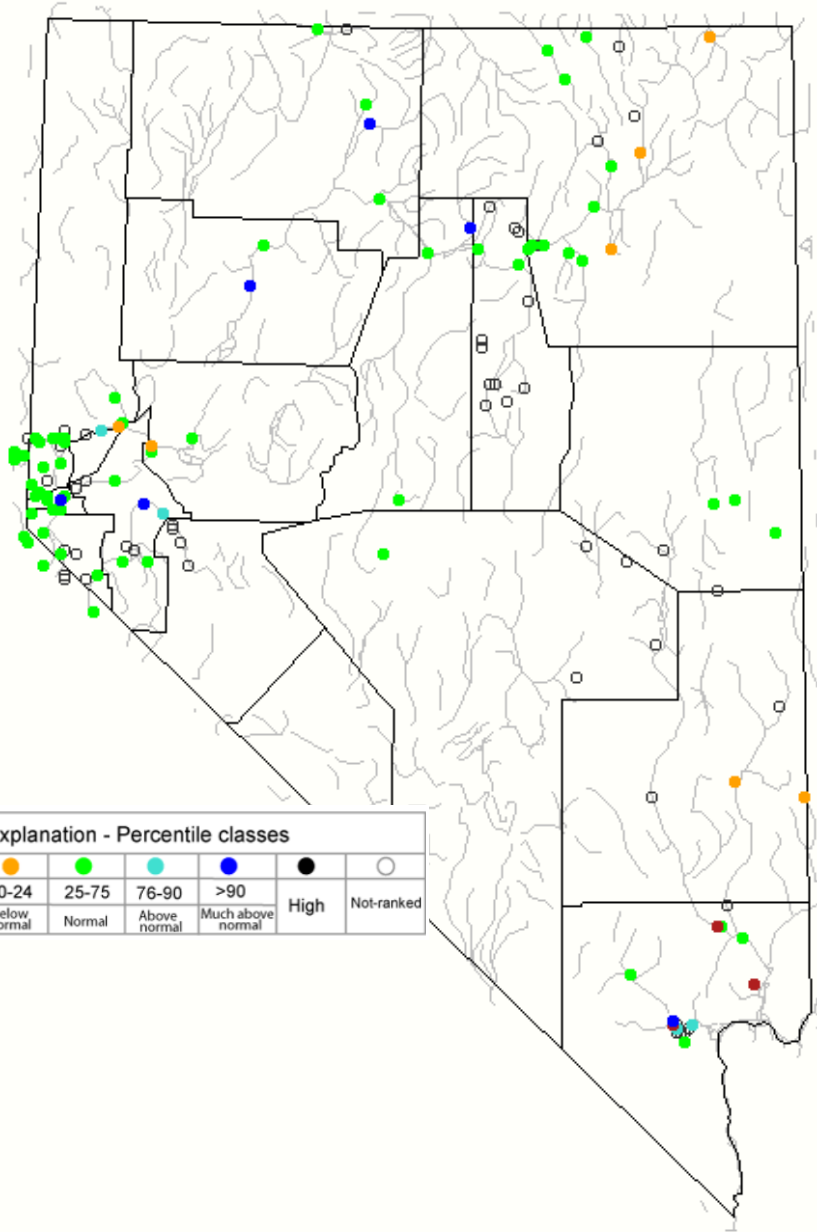 xplanation - Percentile classes
0-24 25-75 76-90 >90 High Not-ranked
elow Normal Above Much above
ormal normal normal